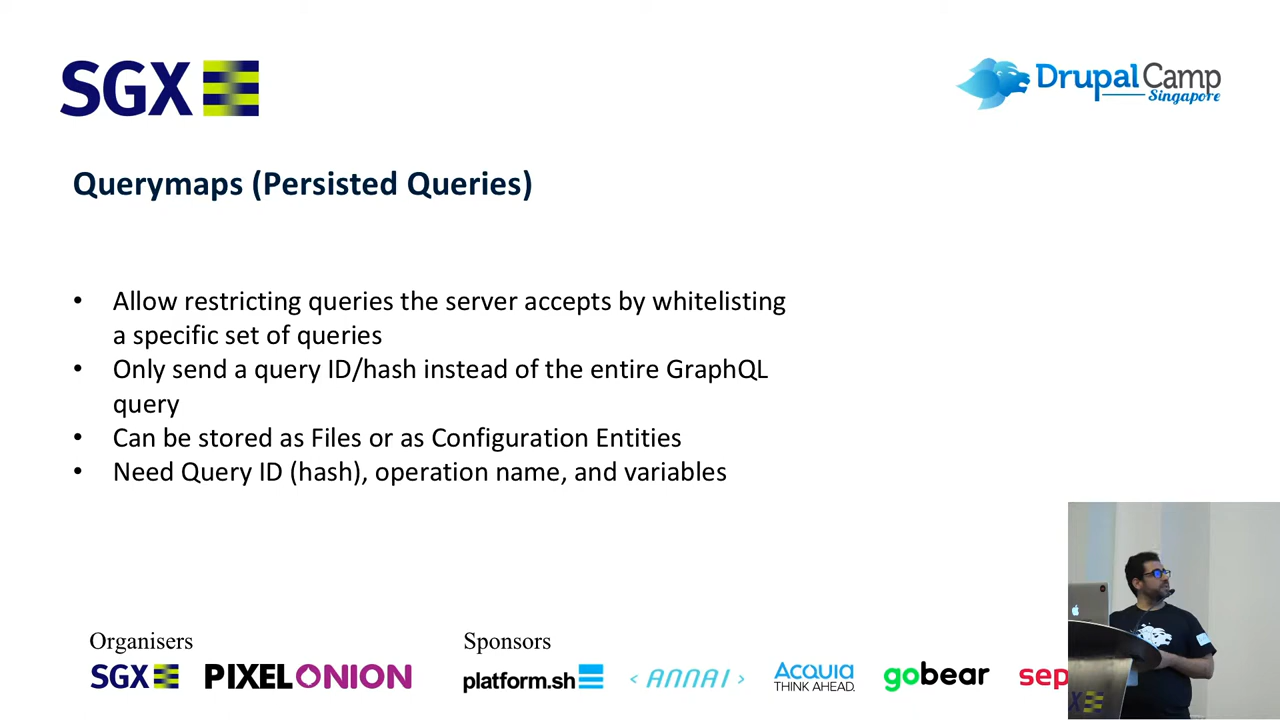 SGX
DrupalCamp
Singapore
Querymaps (Persisted Queries)
• Allow restricting queries the server accepts by whitelisting
a specific set of queries
• Only send a query ID/hash instead of the entire GraphQL
query
• Can be stored as Files or as Configuration Entities
• Need Query ID (hash), operation name, and variables
Organisers
Sponsors
SGX
PIXELONION
platform.sh
<ANNAI>
ACQUIA
THINK AHEAD.
gobear
sep
SGX